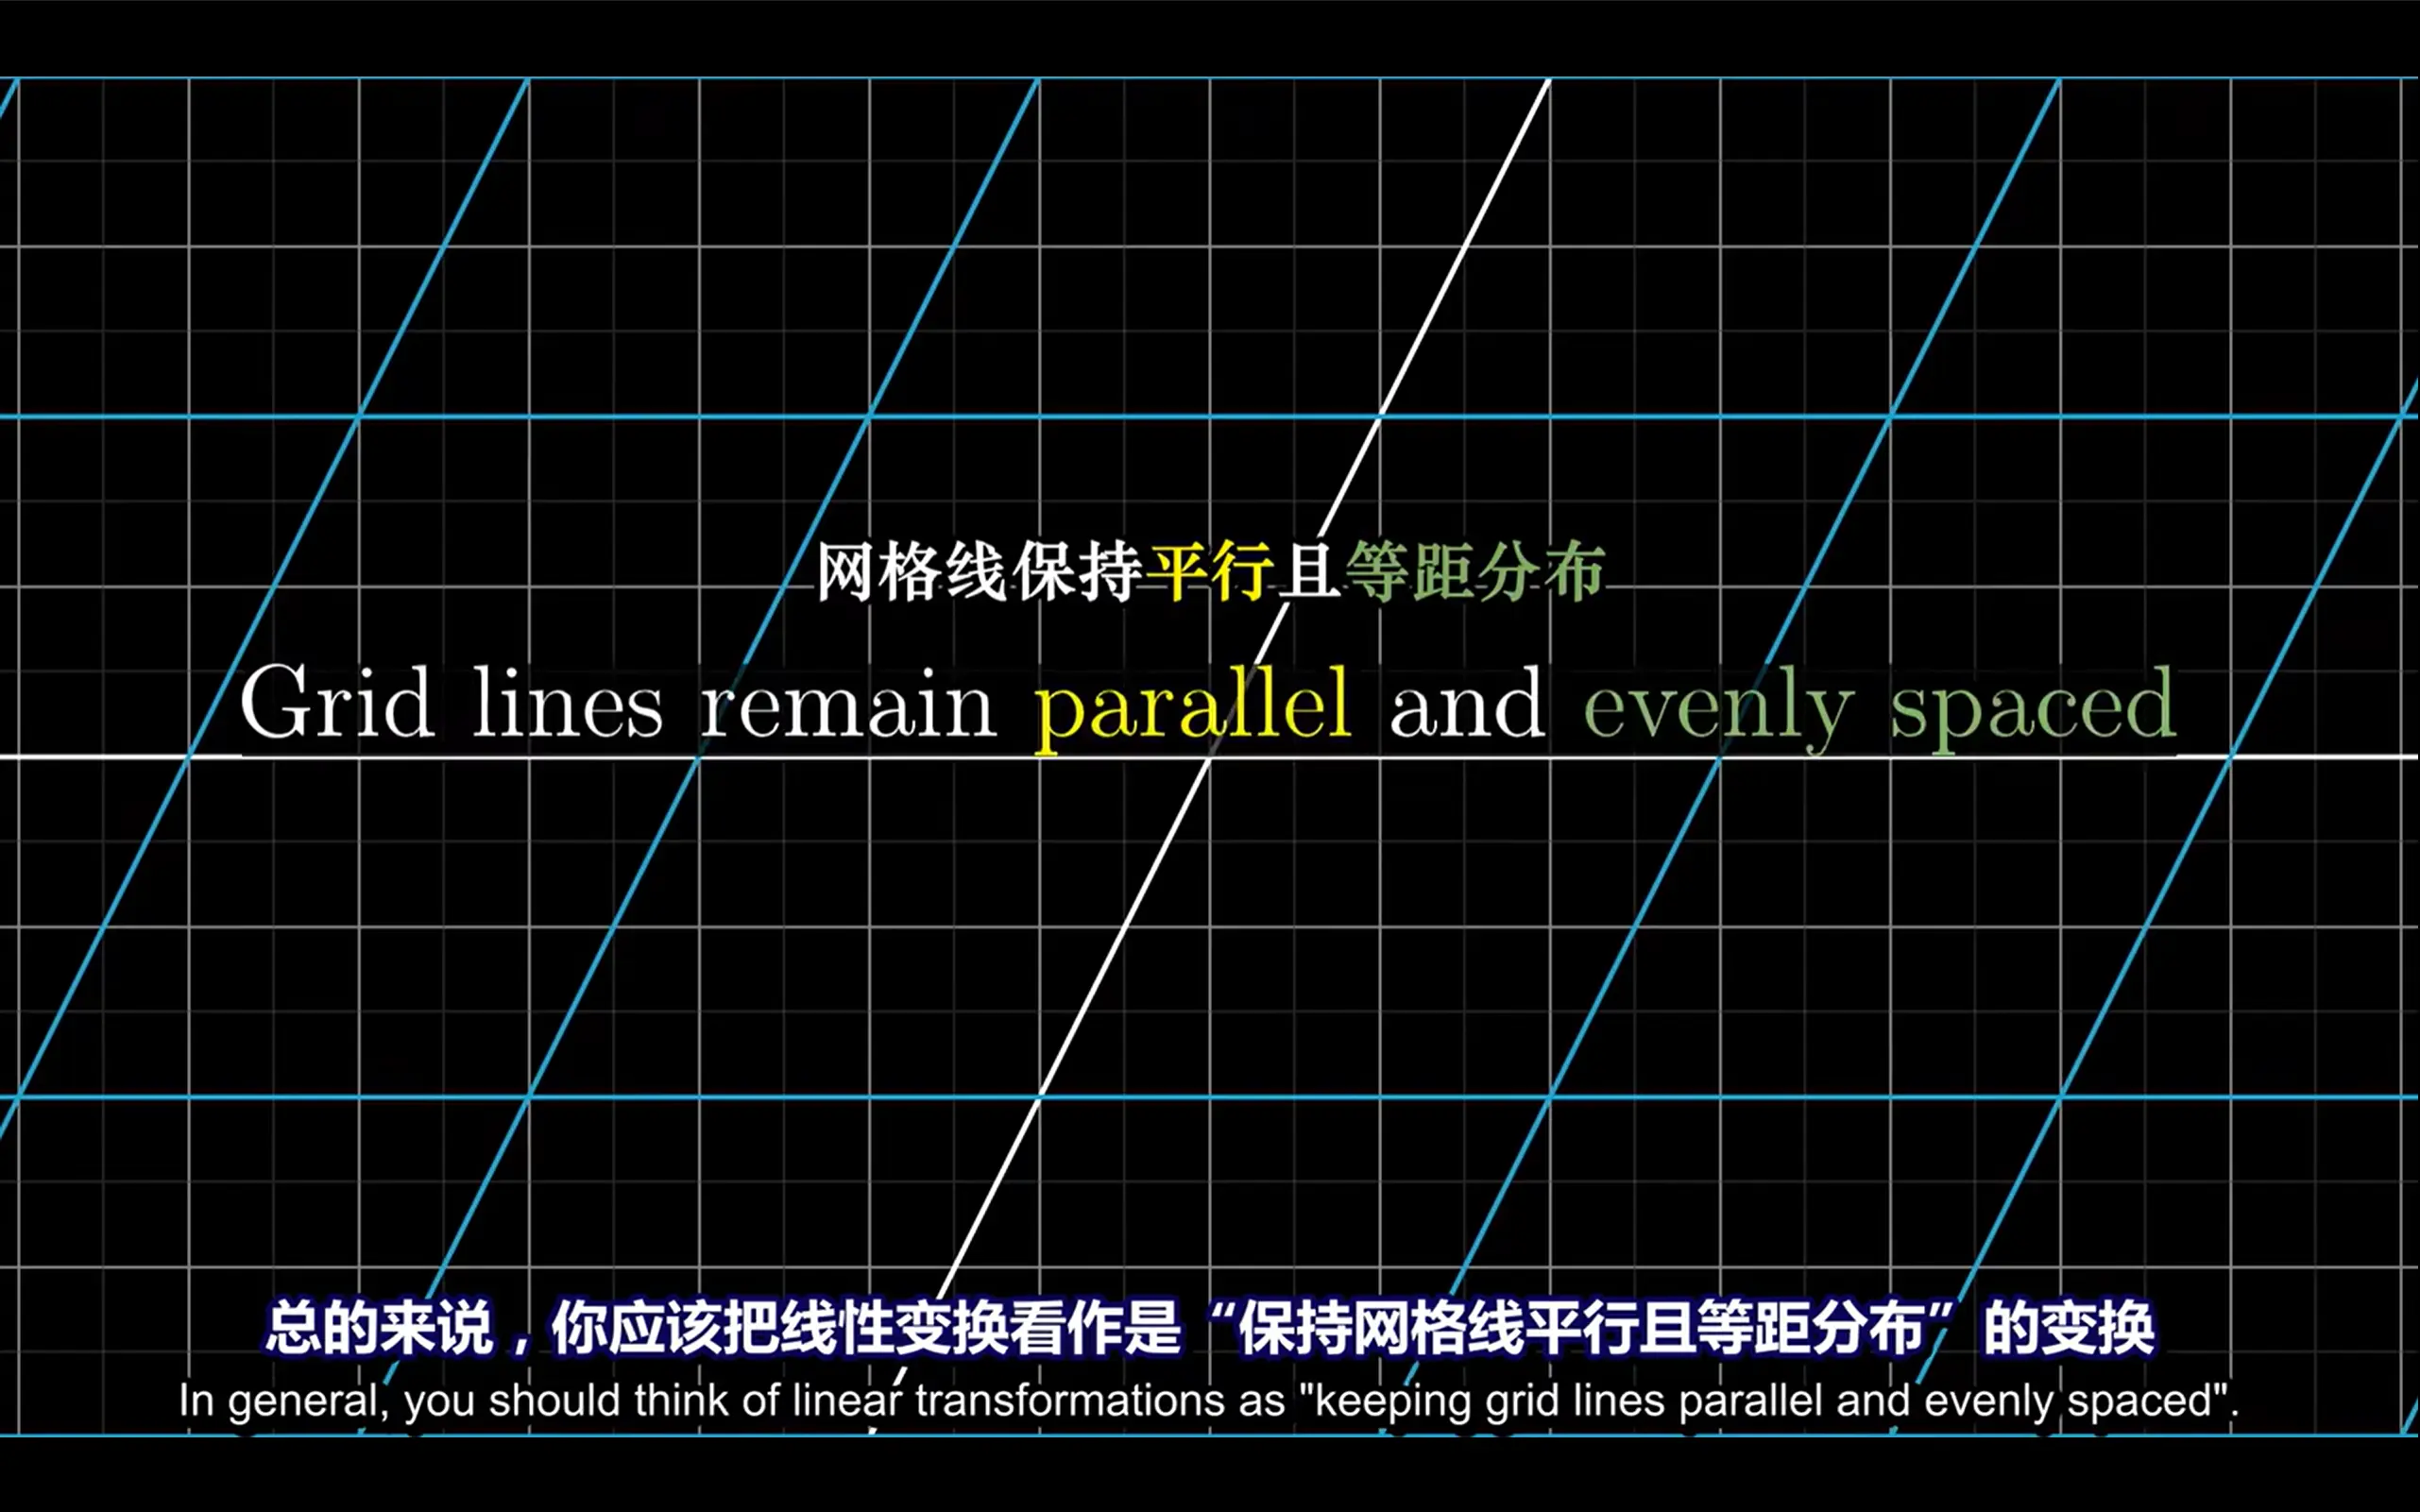 网格线保持平行且等距分布
Grid lines remain parallel and evenly spaced
总的来说，你应该把线性变换看作是“保持网格线平行且等距分布”的变换
In general, you should think of linear transformations as "keeping grid lines parallel and evenly spaced".